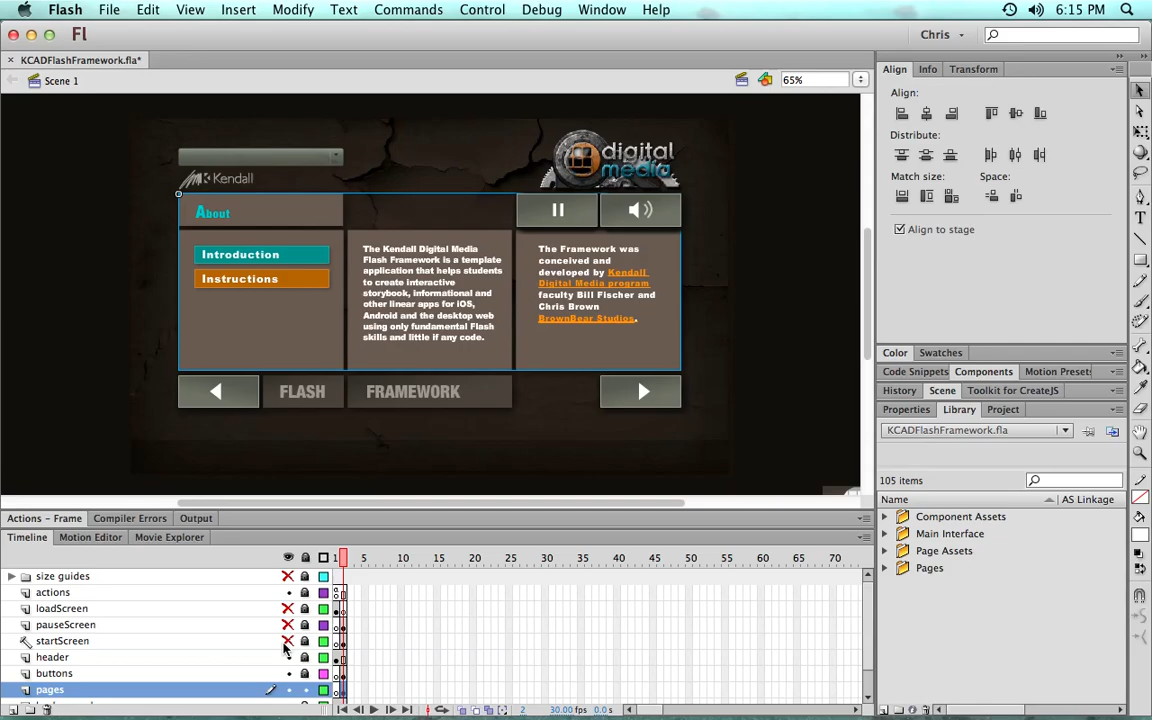 Flash File Edit View Insert Modify Text Commands Control Debug Window Help 6:15 PM
Fl Chris
KCADFlashFramework.fla*
Scene 1 65%
Kendall
digital
media
About
Introduction
Instructions
The Kendall Digital Media
Flash Framework is a template
application that helps students
to create interactive
storybook, informational and
other linear apps for iOS,
Android and the desktop web
using only fundamental Flash
skills and little if any code.
The Framework was
conceived and
developed by Kendall
Digital Media program
faculty Bill Fischer and
Chris Brown
BrownBear Studios.
FLASH FRAMEWORK
Align Info Transform
Align:
Distribute:
Match size: Space:
Align to stage
Color Swatches
Code Snippets Components Motion Presets
History Scene Toolkit for CreateJS
Properties Library Project
KCADFlashFramework.fla
105 items
Name AS Linkage
Component Assets
Main Interface
Page Assets
Pages
Actions - Frame Compiler Errors Output
Timeline Motion Editor Movie Explorer
1 5 10 15 20 25 30 35 40 45 50 55 60 65 70
size guides
actions
loadScreen
pauseScreen
startScreen
header
buttons
pages
2 30.00 fps 0.0 s